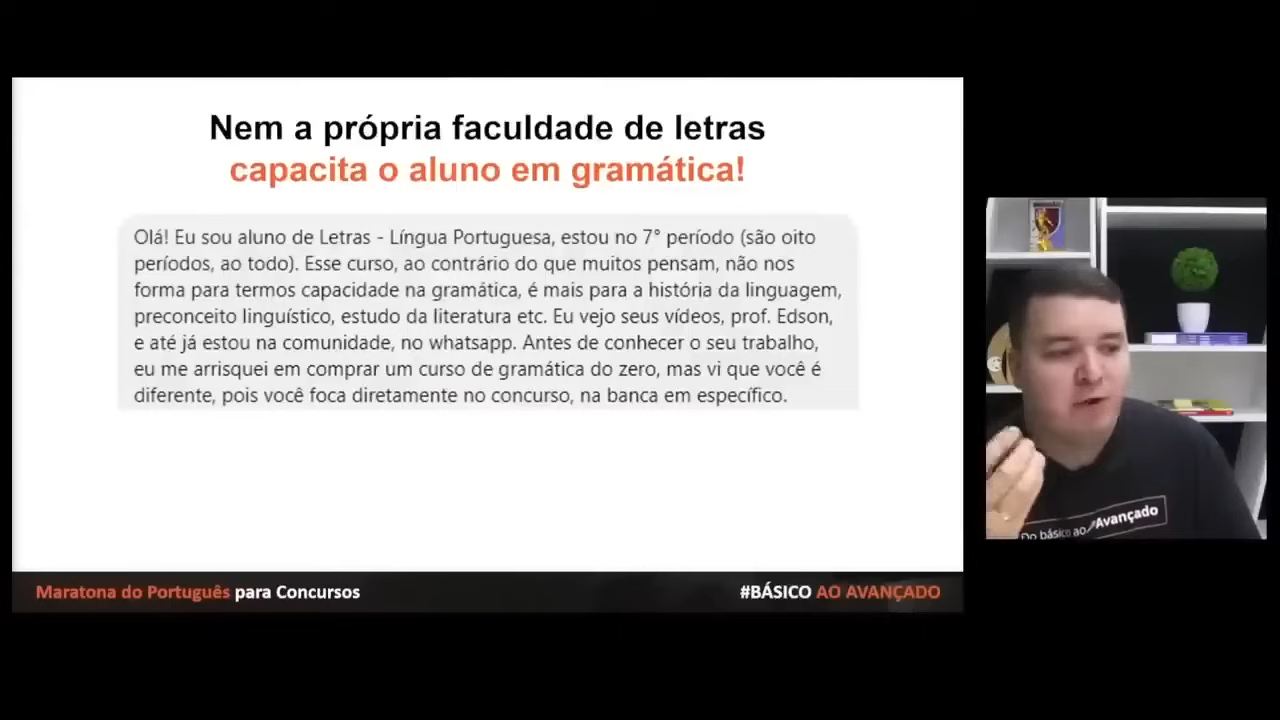 Nem a própria faculdade de letras
capacita o aluno em gramática!
Olá! Eu sou aluno de Letras - Língua Portuguesa, estou no 7° período (são oito
períodos, ao todo). Esse curso, ao contrário do que muitos pensam, não nos
forma para termos capacidade na gramática, é mais para a história da linguagem,
preconceito linguístico, estudo da literatura etc. Eu vejo seus vídeos, prof. Edson,
e até já estou na comunidade, no whatsapp. Antes de conhecer o seu trabalho,
eu me arrisquei em comprar um curso de gramática do zero, mas vi que você é
diferente, pois você foca diretamente no concurso, na banca em específico.
Maratona do Português para Concursos
#BÁSICO AO AVANÇADO
Do básico ao Avançado